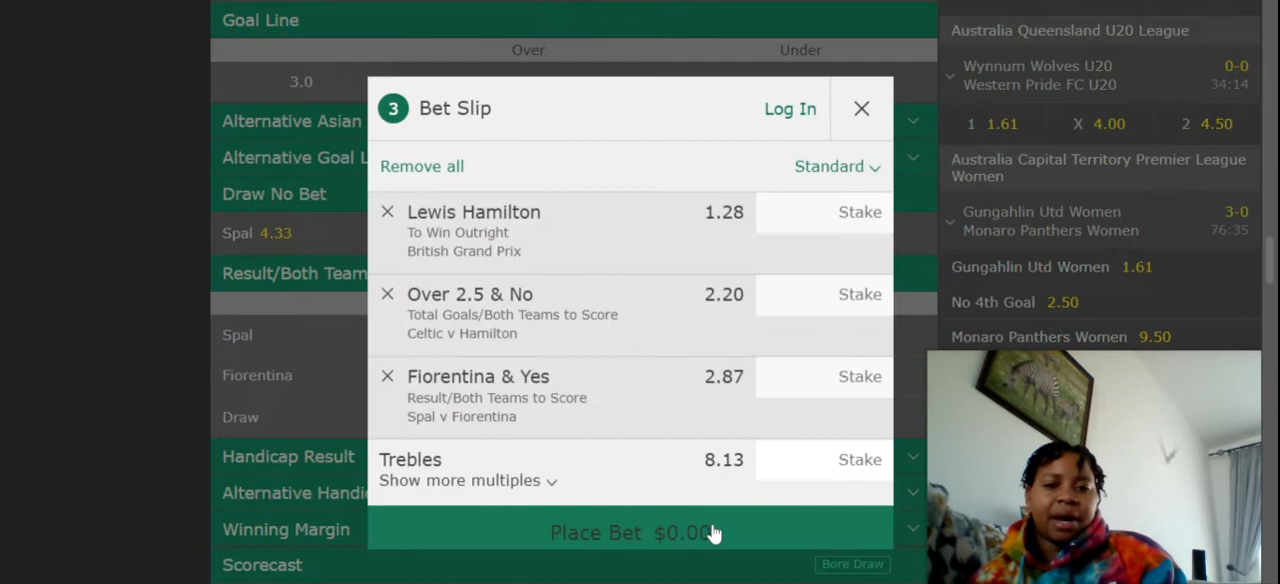 Goal Line
Over Under
3.0
Alternative Asian
Alternative Goal L
Draw No Bet
Spal 4.33
Result/Both Team
Spal
Fiorentina
Draw
Handicap Result
Alternative Handi
Winning Margin
Scorecast
Bore Draw
3 Bet Slip Log In
Remove all Standard
Lewis Hamilton 1.28 Stake
To Win Outright
British Grand Prix
Over 2.5 & No 2.20 Stake
Total Goals/Both Teams to Score
Celtic v Hamilton
Fiorentina & Yes 2.87 Stake
Result/Both Teams to Score
Spal v Fiorentina
Trebles 8.13 Stake
Show more multiples
Place Bet $0.00
Australia Queensland U20 League
Wynnum Wolves U20 0-0
Western Pride FC U20 34:14
1 1.61 X 4.00 2 4.50
Australia Capital Territory Premier League
Women
Gungahlin Utd Women 3-0
Monaro Panthers Women 76:35
Gungahlin Utd Women 1.61
No 4th Goal 2.50
Monaro Panthers Women 9.50